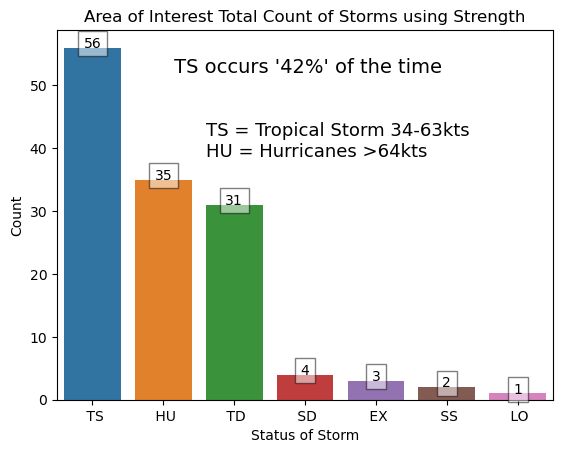 Area of Interest Total Count of Storms using Strength
56
TS occurs '42%' of the time
50
TS = Tropical Storm 34-63kts
40
HU = Hurricanes >64kts
35
31
30
Count
20
10
4
3
2
1
0
TS HU TD SD EX SS LO
Status of Storm